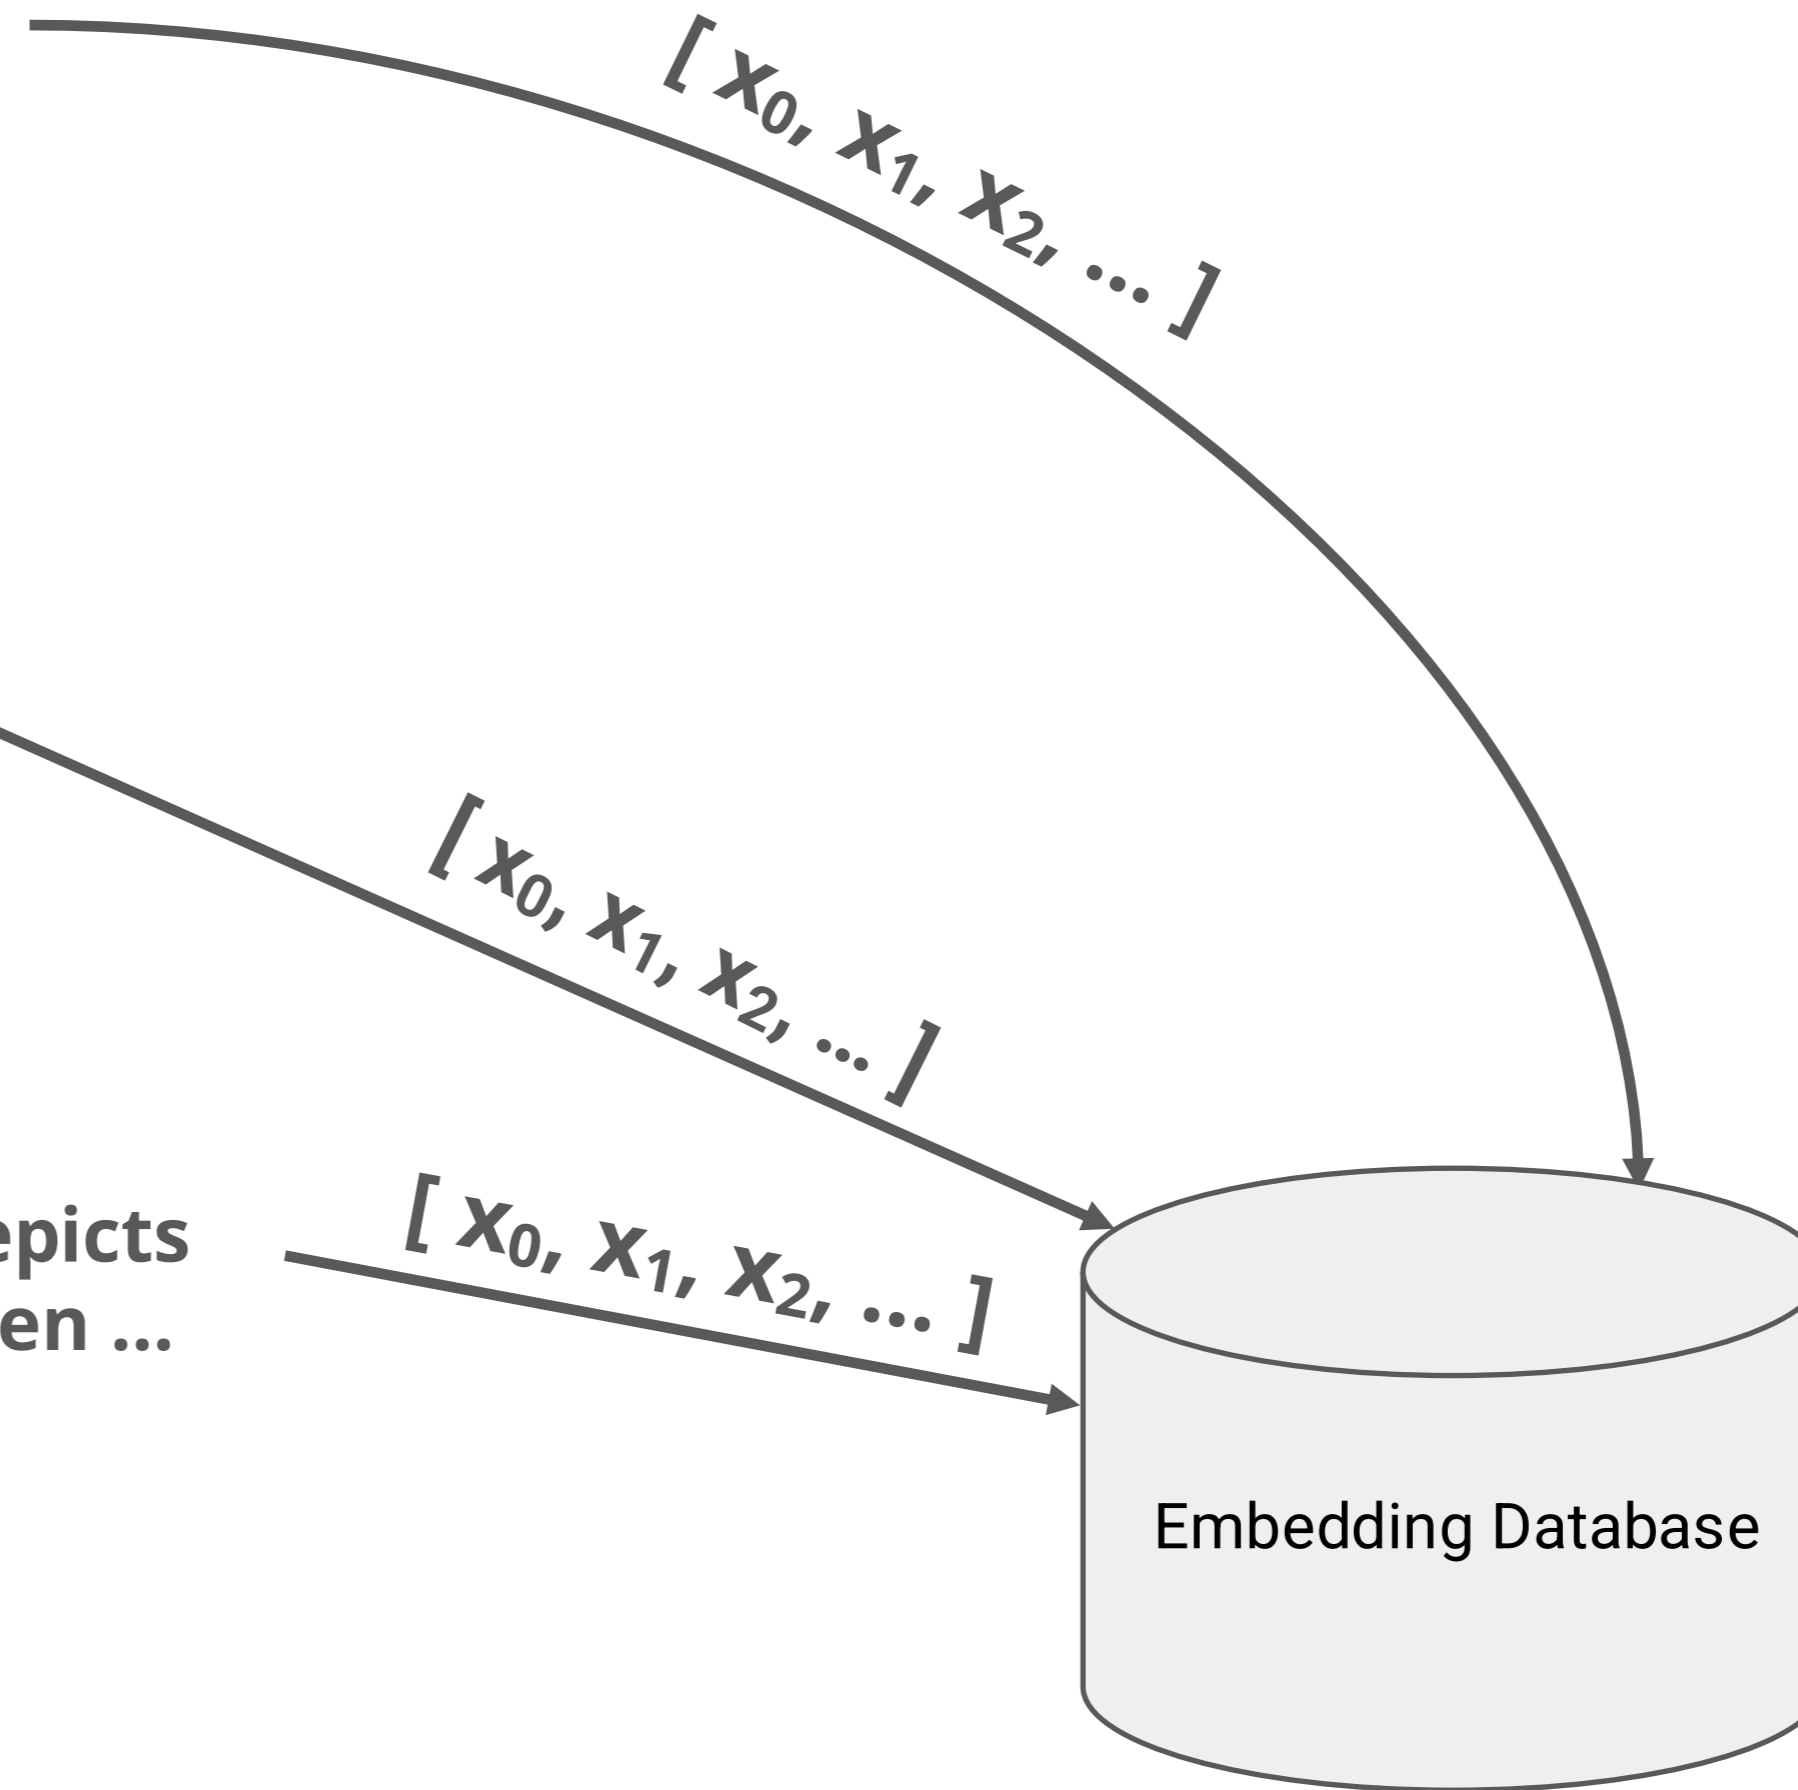 [ x₀, x₁, x₂, ... ]
[ x₀, x₁, x₂, ... ]
[ x₀, x₁, x₂, ... ]
epicts
en ...
Embedding Database